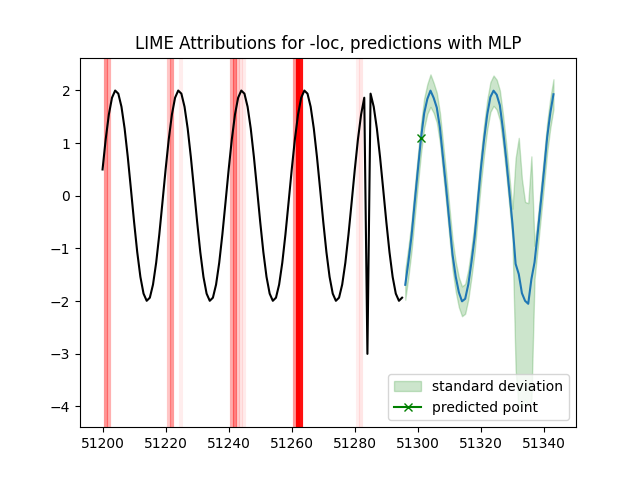 LIME Attributions for -loc, predictions with MLP
2
1
0
−1
−2
−3
−4
standard deviation
predicted point
51200 51220 51240 51260 51280 51300 51320 51340